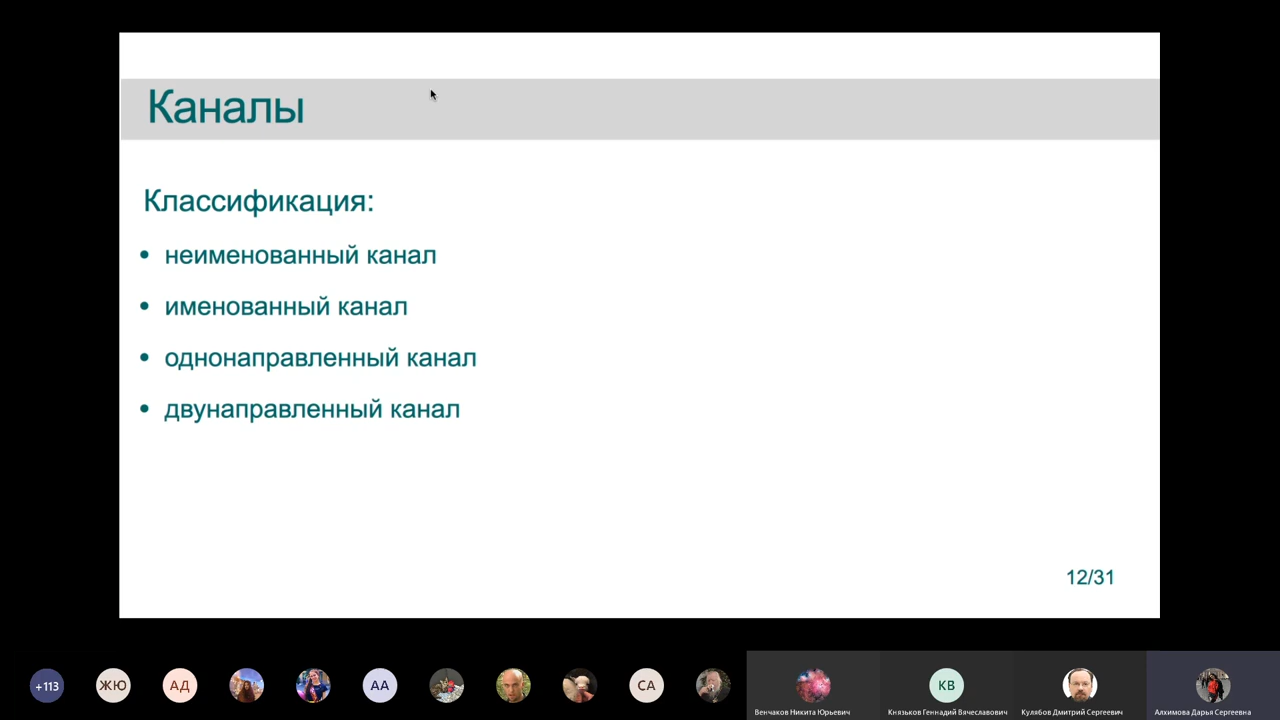 Каналы
Классификация:
• неименованный канал
• именованный канал
• однонаправленный канал
• двунаправленный канал
12/31
+113
ЖЮ
АД
АА
СА
КВ
Венчаков Никита Юрьевич
Князьков Геннадий Вячеславович
Кулябов Дмитрий Сергеевич
Алхимова Дарья Сергеевна